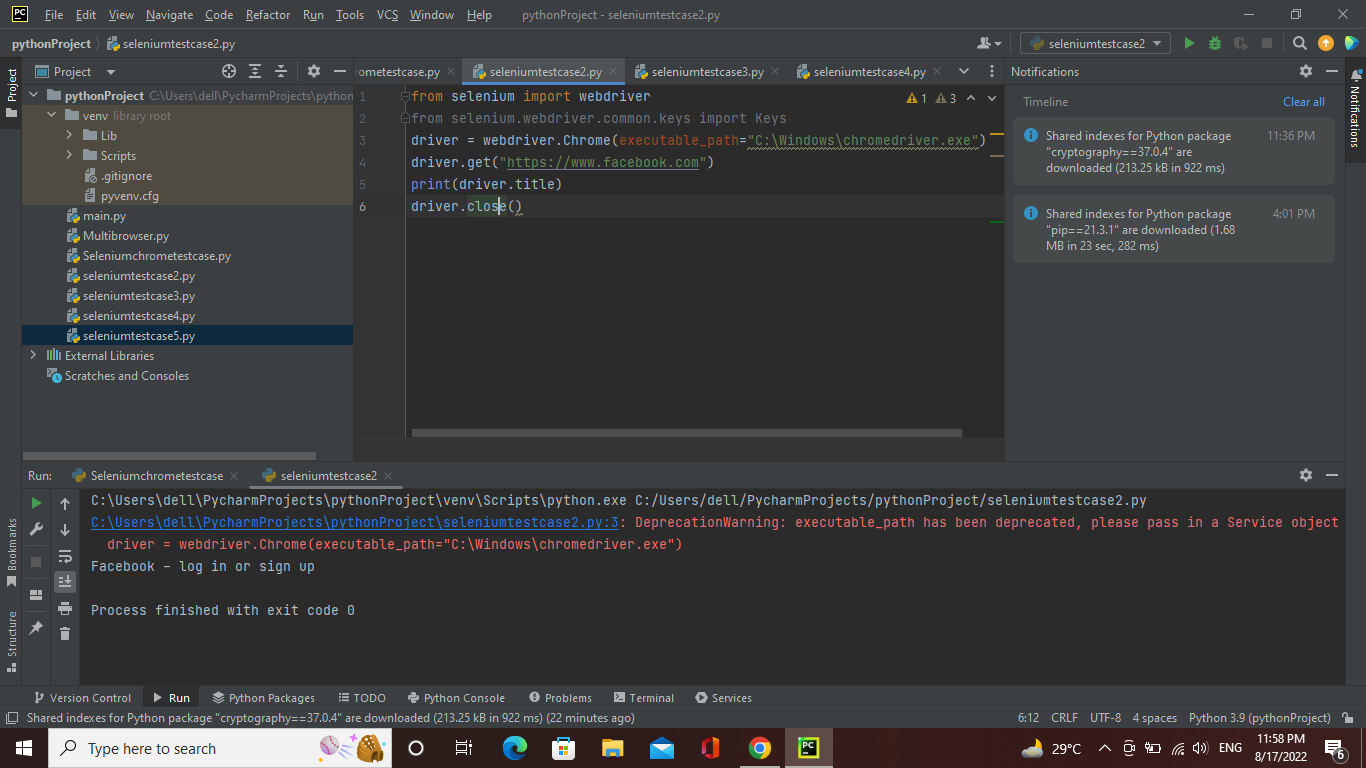 PC File Edit View Navigate Code Refactor Run Tools VCS Window Help pythonProject - seleniumtestcase2.py
pythonProject seleniumtestcase2.py seleniumtestcase2
Project
Project
ometestcase.py seleniumtestcase2.py seleniumtestcase3.py seleniumtestcase4.py
Notifications
Notifications
pythonProject C:\Users\dell\PycharmProjects\python
venv library root
Lib
Scripts
.gitignore
pyvenv.cfg
main.py
Multibrowser.py
Seleniumchrometestcase.py
seleniumtestcase2.py
seleniumtestcase3.py
seleniumtestcase4.py
seleniumtestcase5.py
External Libraries
Scratches and Consoles
1 from selenium import webdriver
1 3
2 from selenium.webdriver.common.keys import Keys
3 driver = webdriver.Chrome(executable_path="C:\Windows\chromedriver.exe")
4 driver.get("https://www.facebook.com")
5 print(driver.title)
6 driver.close()
Timeline Clear all
Shared indexes for Python package 11:36 PM
"cryptography==37.0.4" are
downloaded (213.25 kB in 922 ms)
Shared indexes for Python package 4:01 PM
"pip==21.3.1" are downloaded (1.68
MB in 23 sec, 282 ms)
Run: Seleniumchrometestcase seleniumtestcase2
C:\Users\dell\PycharmProjects\pythonProject\venv\Scripts\python.exe C:/Users/dell/PycharmProjects/pythonProject/seleniumtestcase2.py
C:\Users\dell\PycharmProjects\pythonProject\seleniumtestcase2.py:3: DeprecationWarning: executable_path has been deprecated, please pass in a Service object
driver = webdriver.Chrome(executable_path="C:\Windows\chromedriver.exe")
Facebook – log in or sign up
Process finished with exit code 0
Bookmarks
Structure
Version Control Run Python Packages TODO Python Console Problems Terminal Services
Shared indexes for Python package "cryptography==37.0.4" are downloaded (213.25 kB in 922 ms) (22 minutes ago) 6:12 CRLF UTF-8 4 spaces Python 3.9 (pythonProject)
Type here to search PC 29°C ENG 11:58 PM
8/17/2022
6